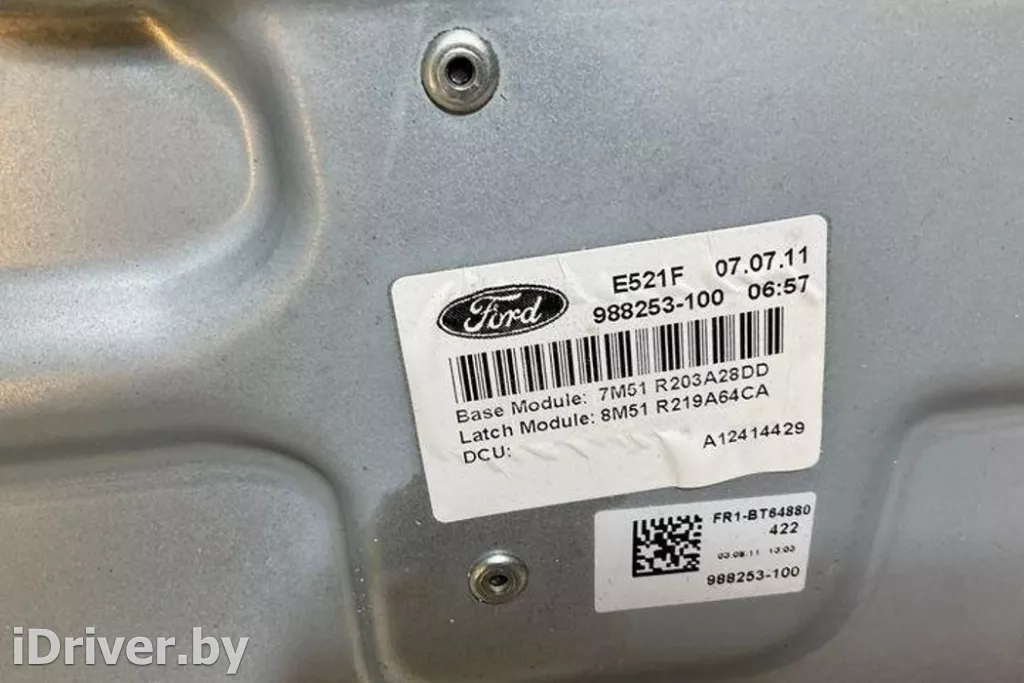 Ford
E521F 07.07.11
988253-100 06:57
Base Module: 7M51 R203A28DD
Latch Module: 8M51 R219A64CA
DCU:
A12414429
FR1-BT64880
422
03.06.11 13:03
988253-100
iDriver.by